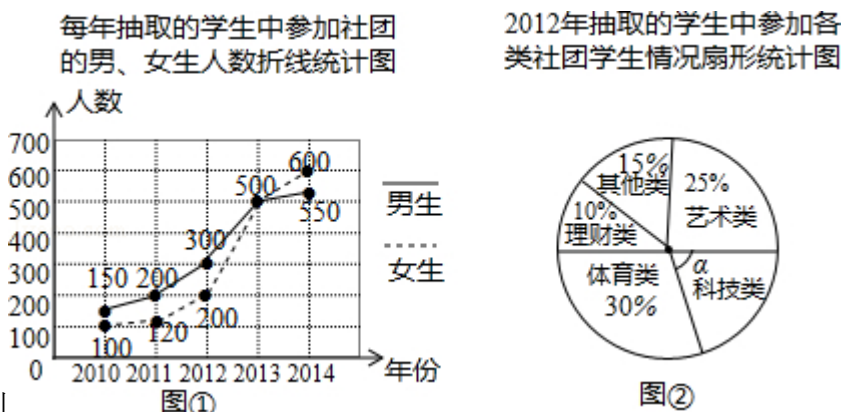 每年抽取的学生中参加社团
的男、女生人数折线统计图
人数
700
600
500
400
300
200
100
0
150
200
300
500
600
550
100
120
200
2010 2011 2012 2013 2014
年份
男生
女生
图①
2012年抽取的学生中参加各
类社团学生情况扇形统计图
15%
其他类
25%
艺术类
10%
理财类
体育类
30%
α
科技类
图②